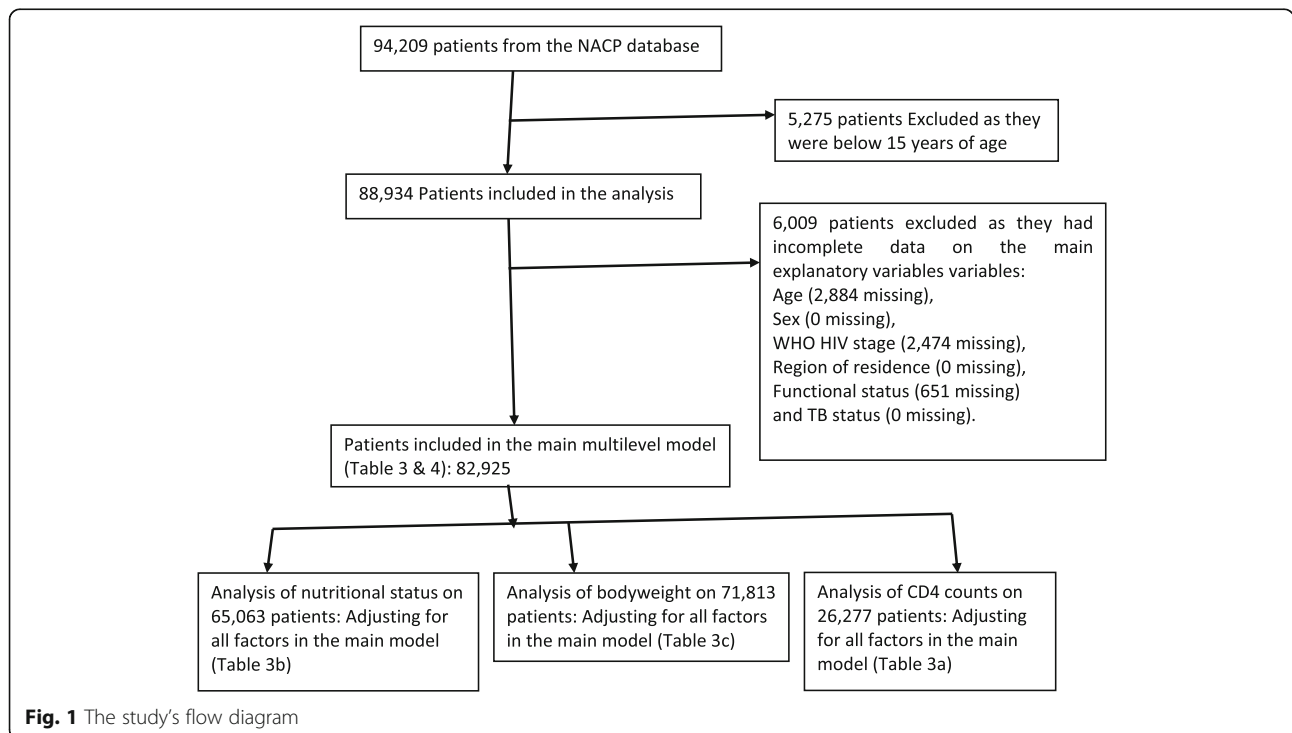 94,209 patients from the NACP database
5,275 patients Excluded as they
were below 15 years of age
88,934 Patients included in the analysis
6,009 patients excluded as they had
incomplete data on the main
explanatory variables variables:
Age (2,884 missing),
Sex (0 missing),
WHO HIV stage (2,474 missing),
Region of residence (0 missing),
Functional status (651 missing)
and TB status (0 missing).
Patients included in the main multilevel model
(Table 3 & 4): 82,925
Analysis of nutritional status on
65,063 patients: Adjusting for
all factors in the main model
(Table 3b)
Analysis of bodyweight on 71,813
patients: Adjusting for all factors
in the main model (Table 3c)
Analysis of CD4 counts on
26,277 patients: Adjusting
for all factors in the main
model (Table 3a)
Fig. 1 The study's flow diagram